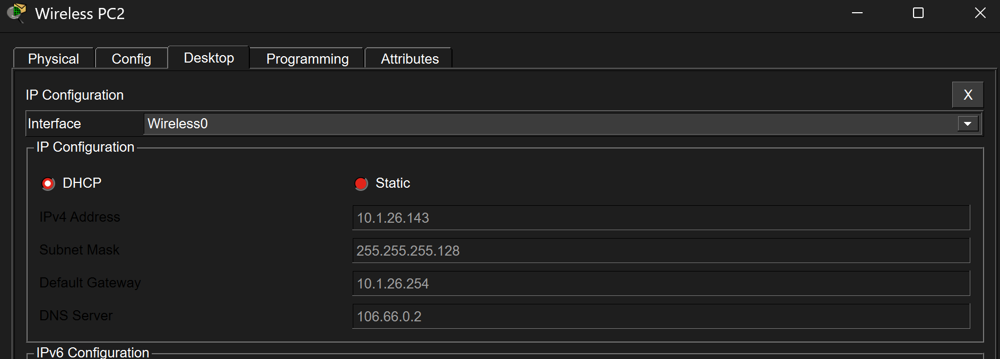 Wireless PC2
Physical Config Desktop Programming Attributes
IP Configuration X
Interface Wireless0
IP Configuration
DHCP Static
IPv4 Address 10.1.26.143
Subnet Mask 255.255.255.128
Default Gateway 10.1.26.254
DNS Server 106.66.0.2
IPv6 Configuration